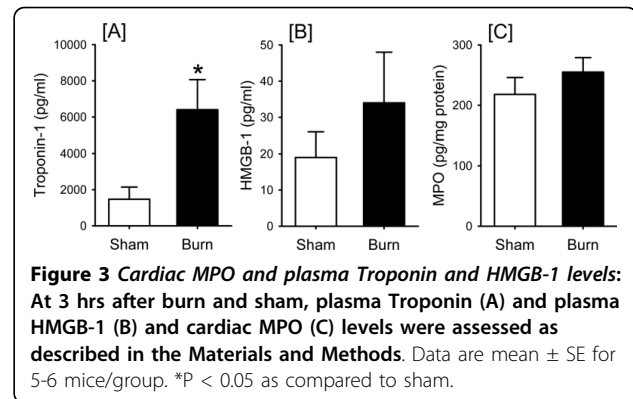 [A] [B] [C]
10000 50 300
*
8000 40
200
6000 30
Troponin-1 (pg/ml) HMGB-1 (pg/ml) MPO (pg/mg protein)
4000 20
100
2000 10
0 0 0
Sham Burn Sham Burn Sham Burn
Figure 3 Cardiac MPO and plasma Troponin and HMGB-1 levels:
At 3 hrs after burn and sham, plasma Troponin (A) and plasma
HMGB-1 (B) and cardiac MPO (C) levels were assessed as
described in the Materials and Methods. Data are mean ± SE for
5-6 mice/group. *P < 0.05 as compared to sham.